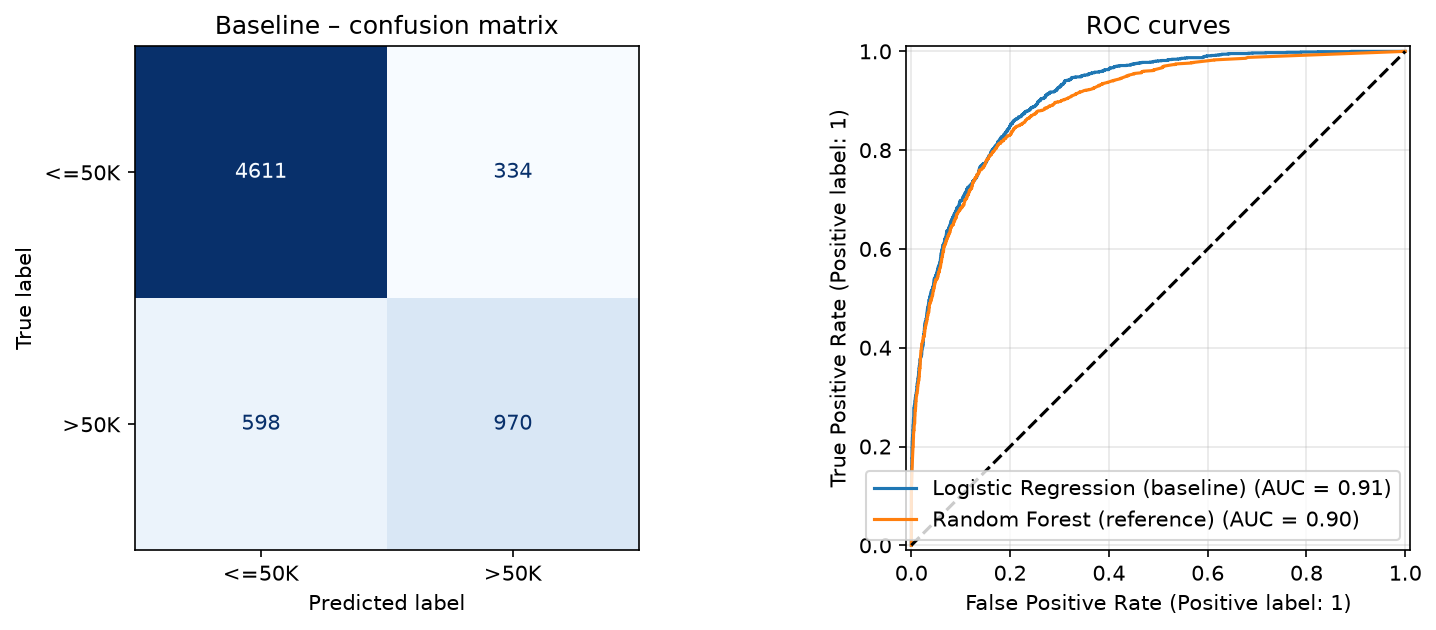 Baseline – confusion matrix
True label
<=50K
4611
334
>50K
598
970
<=50K
>50K
Predicted label
ROC curves
True Positive Rate (Positive label: 1)
1.0
0.8
0.6
0.4
0.2
0.0
Logistic Regression (baseline) (AUC = 0.91)
Random Forest (reference) (AUC = 0.90)
0.0
0.2
0.4
0.6
0.8
1.0
False Positive Rate (Positive label: 1)